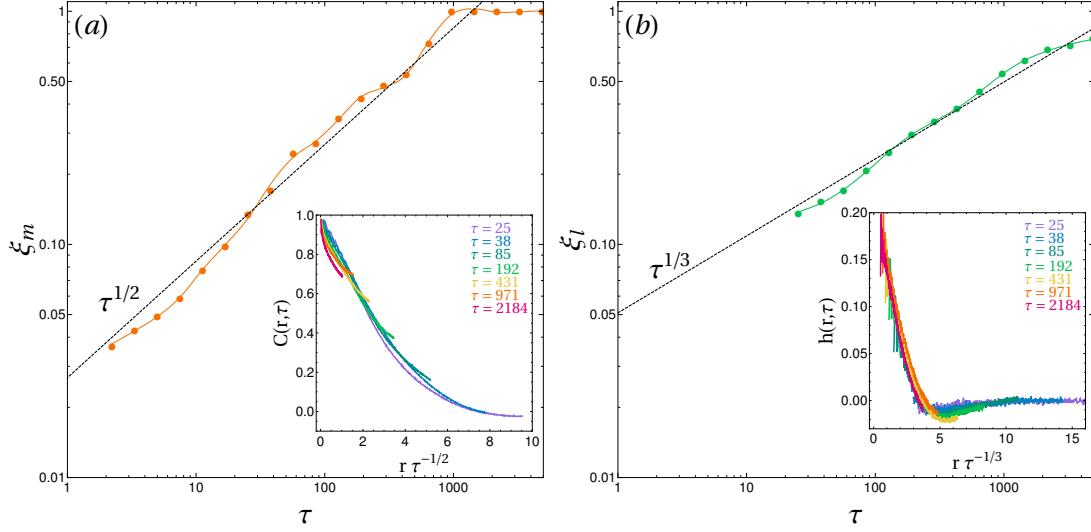 (a)
1
0.50
0.10
0.05
0.01
ξm
τ1/2
1 10 100 1000
τ
1.0
0.8
0.6
0.4
0.2
0.0
C(r,τ)
0 2 4 6 8 10
r τ−1/2
τ = 25
τ = 38
τ = 85
τ = 192
τ = 431
τ = 971
τ = 2184
(b)
1
0.50
0.10
0.05
0.01
ξl
τ1/3
1 10 100 1000
τ
0.20
0.15
0.10
0.05
0.00
h(r,τ)
0 5 10 15
r τ−1/3
τ = 25
τ = 38
τ = 85
τ = 192
τ = 431
τ = 971
τ = 2184